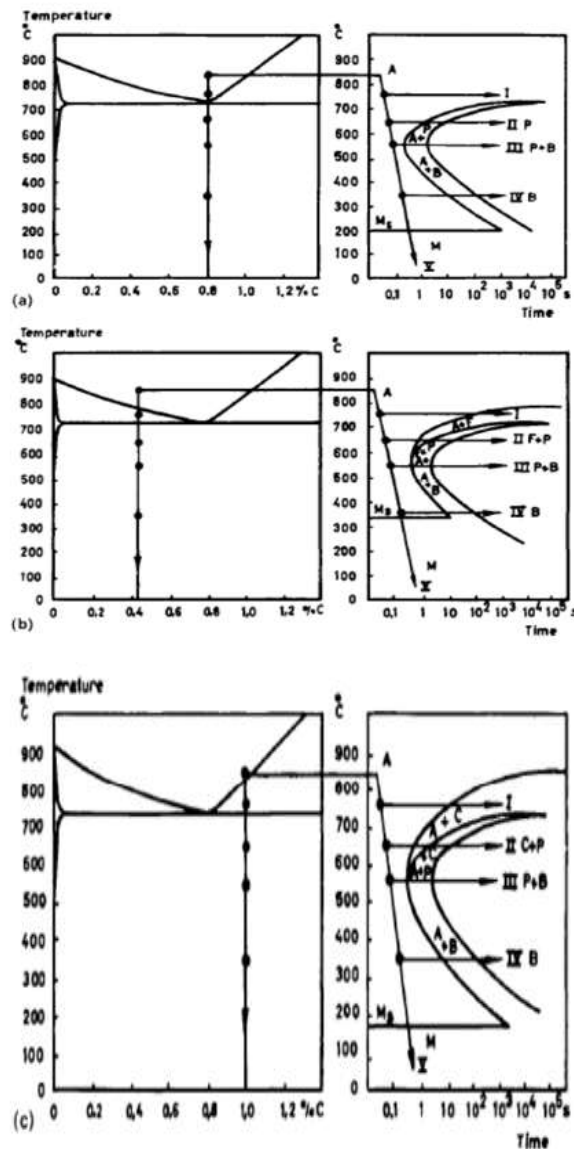 Temperature
°C °C
900 900 A
800 800 I
700 700 A+P II P
600 600 III P+B
500 500 A+B
400 400 IV B
300 300
200 Ms 200 M
100 100 V
0 0
(a) 0 0.2 0.4 0.6 0.8 1.0 1.2 % C 0,1 1 10 10² 10³ 10⁴ 10⁵ s
Time
Temperature
°C °C
900 900 A
800 800 I
700 700 A+F II F+P
600 600 A+P III P+B
500 500 A+B
400 400 Ms IV B
300 300
200 200 M
100 100 V
0 0
(b) 0 0.2 0.4 0.6 0.8 1.0 1.2 % C 0,1 1 10 10² 10³ 10⁴ 10⁵ s
Time
Temperature
°C °C
900 900 A
800 800 I
700 700 A + C II C+P
600 600 A+P III P+B
500 500
400 400 A+B IV B
300 300
200 200 Ms
100 100 M V
0 0
(c) 0 0.2 0.4 0.6 0.8 1,0 1,2 % C 0,1 1 10 10² 10³ 10⁴ 10⁵ s
Time